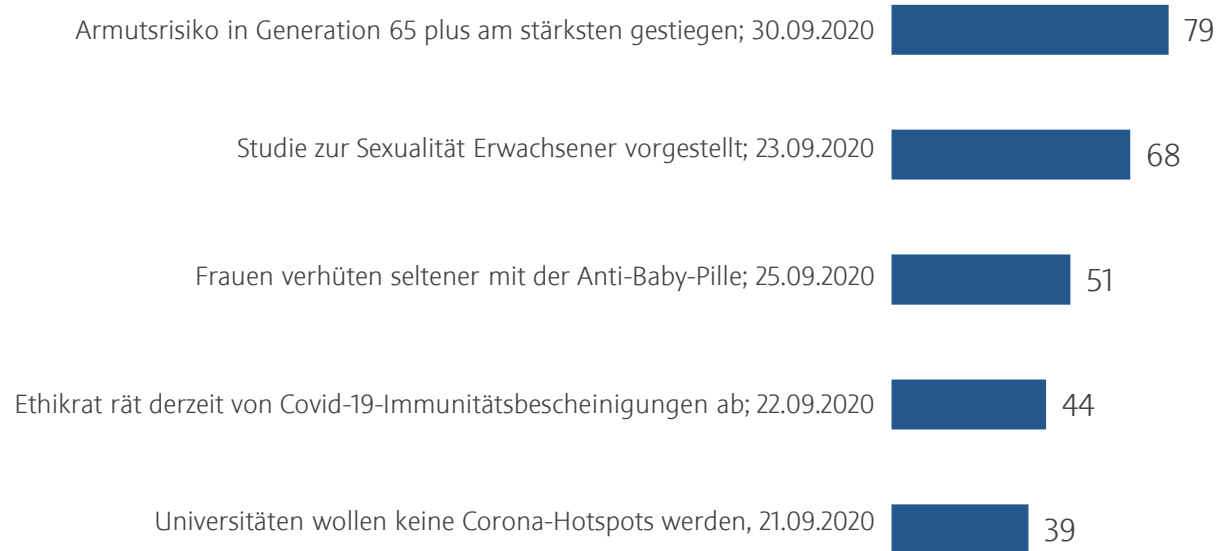 Armutsrisiko in Generation 65 plus am stärksten gestiegen; 30.09.2020 79
Studie zur Sexualität Erwachsener vorgestellt; 23.09.2020 68
Frauen verhüten seltener mit der Anti-Baby-Pille; 25.09.2020 51
Ethikrat rät derzeit von Covid-19-Immunitätsbescheinigungen ab; 22.09.2020 44
Universitäten wollen keine Corona-Hotspots werden, 21.09.2020 39